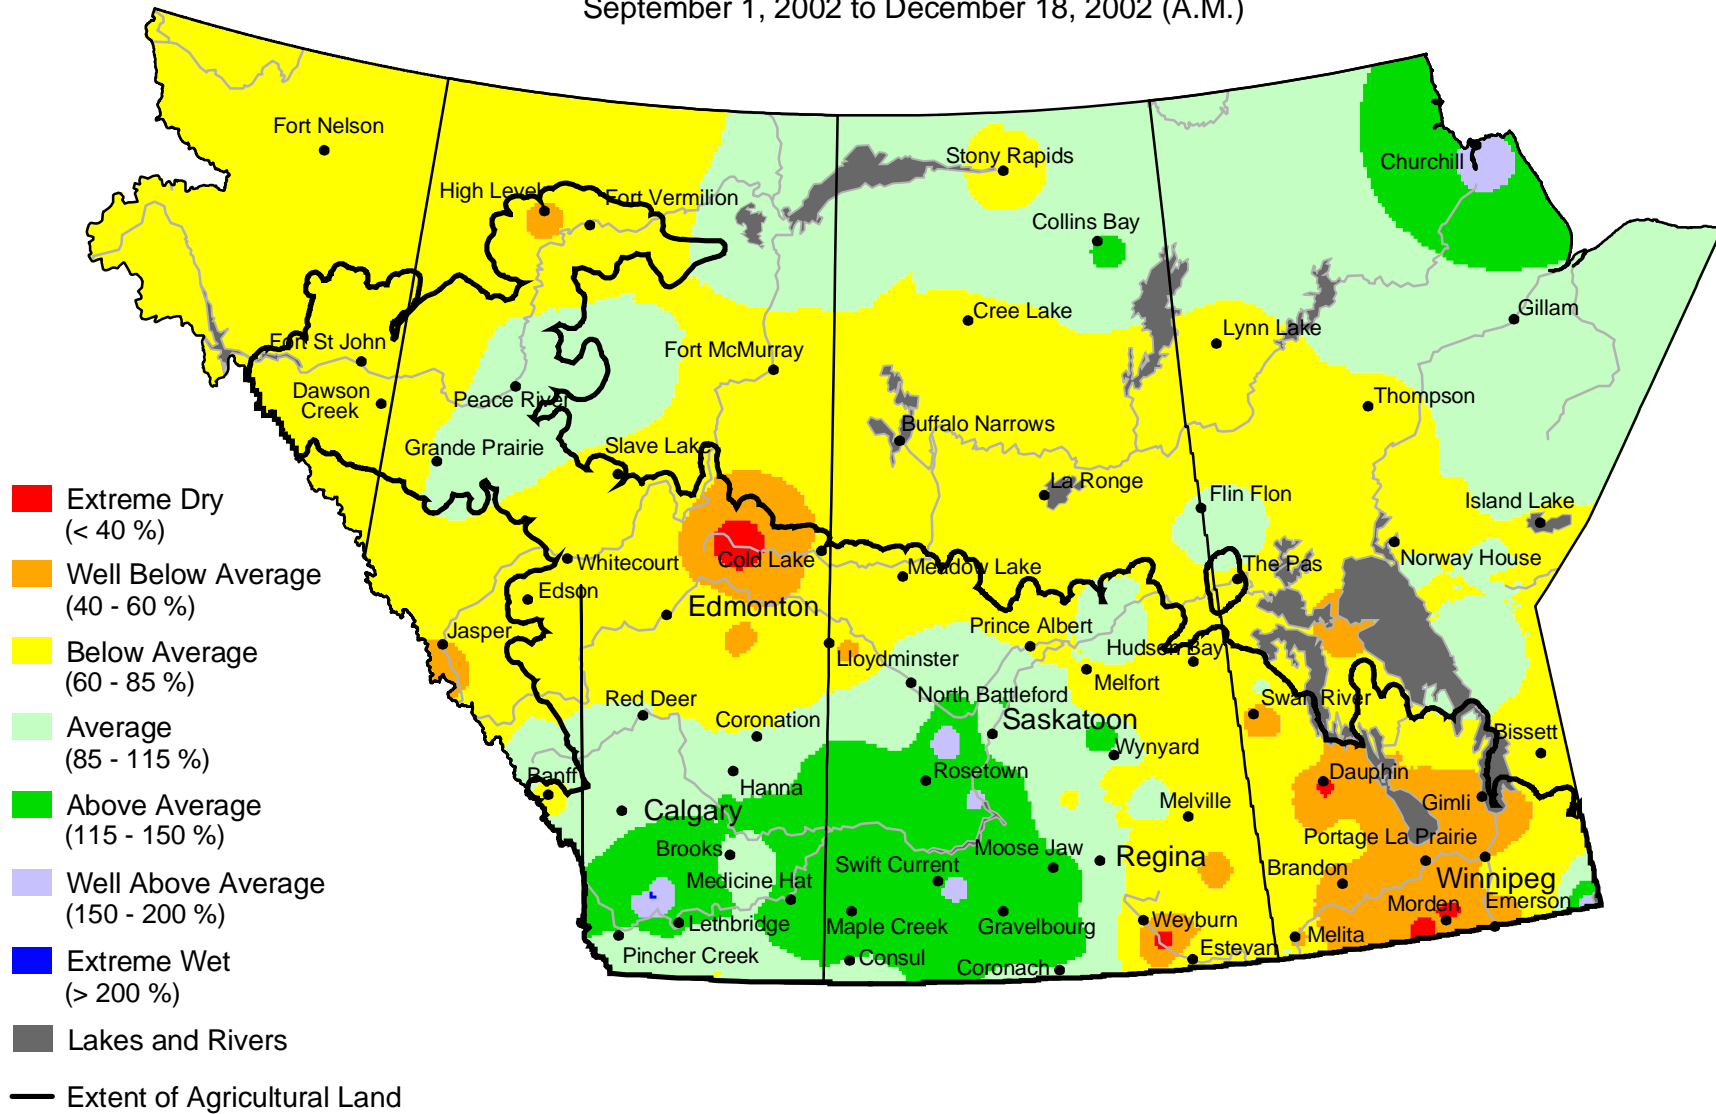 September 1, 2002 to December 18, 2002 (A.M.)
Fort Nelson
High Level
Fort Vermilion
Stony Rapids
Churchill
Collins Bay
Cree Lake
Gillam
Lynn Lake
Fort St John
Fort McMurray
Dawson
Creek
Peace River
Thompson
Buffalo Narrows
Grande Prairie
Slave Lake
La Ronge
Flin Flon
Island Lake
Whitecourt
Cold Lake
Meadow Lake
The Pas
Norway House
Edson
Edmonton
Jasper
Prince Albert
Hudson Bay
Lloydminster
Melfort
Red Deer
North Battleford
Swan River
Coronation
Saskatoon
Wynyard
Bissett
Banff
Hanna
Rosetown
Dauphin
Calgary
Melville
Gimli
Portage La Prairie
Brooks
Swift Current
Moose Jaw
Regina
Brandon
Medicine Hat
Winnipeg
Morden
Emerson
Lethbridge
Maple Creek
Gravelbourg
Weyburn
Melita
Pincher Creek
Consul
Coronach
Estevan
Extreme Dry
(< 40 %)
Well Below Average
(40 - 60 %)
Below Average
(60 - 85 %)
Average
(85 - 115 %)
Above Average
(115 - 150 %)
Well Above Average
(150 - 200 %)
Extreme Wet
(> 200 %)
Lakes and Rivers
Extent of Agricultural Land